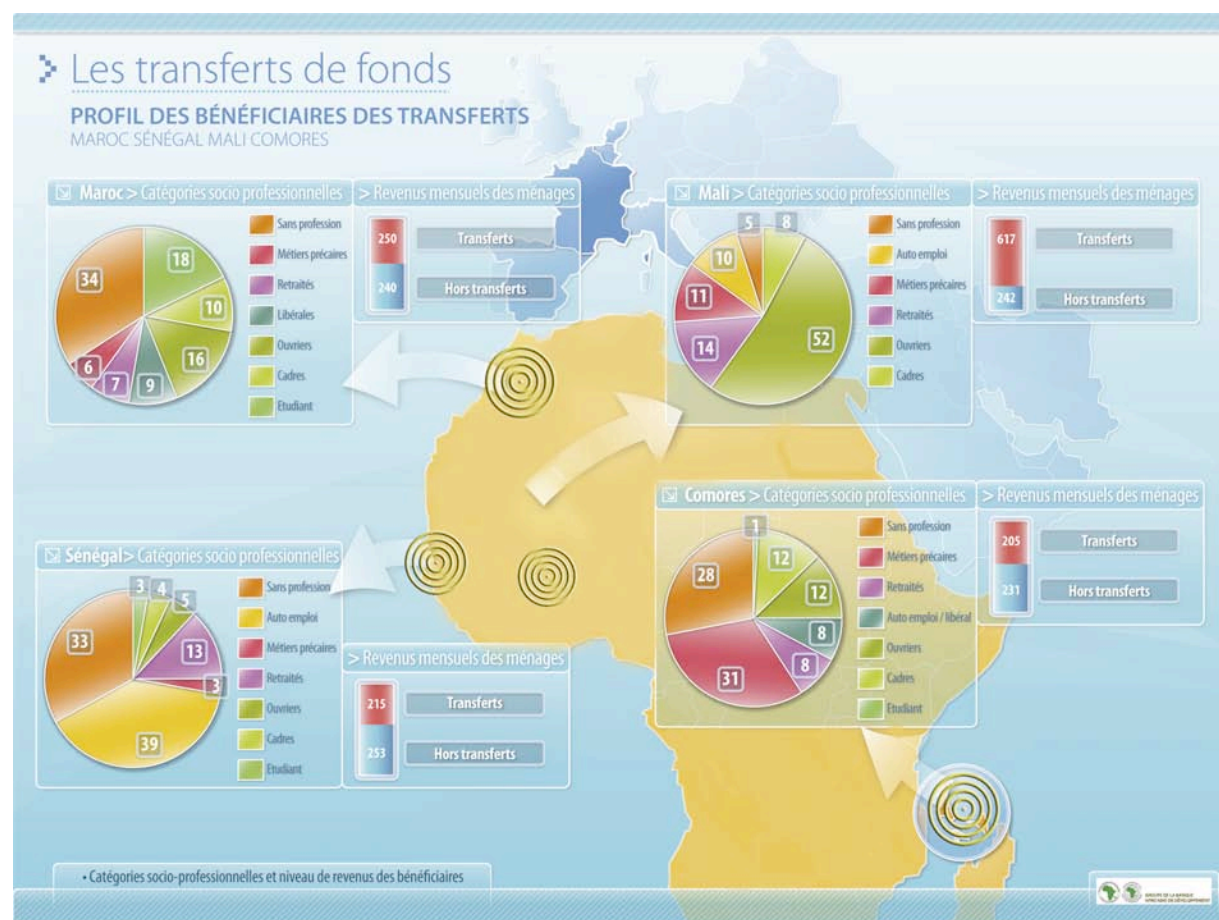 > Les transferts de fonds
PROFIL DES BÉNÉFICIAIRES DES TRANSFERTS
MAROC SÉNÉGAL MALI COMORES
Maroc > Catégories socio professionnelles
34
18
10
16
9
7
6
Sans profession
Métiers précaires
Retraités
Libérales
Ouvriers
Cadres
Etudiant
> Revenus mensuels des ménages
250
Transferts
240
Hors transferts
Mali > Catégories socio professionnelles
5
8
10
11
14
52
Sans profession
Auto emploi
Métiers précaires
Retraités
Ouvriers
Cadres
> Revenus mensuels des ménages
617
Transferts
242
Hors transferts
Sénégal > Catégories socio professionnelles
3
4
5
33
13
3
39
Sans profession
Auto emploi
Métiers précaires
Retraités
Ouvriers
Cadres
Etudiant
> Revenus mensuels des ménages
215
Transferts
253
Hors transferts
Comores > Catégories socio professionnelles
1
12
28
12
8
8
31
Sans profession
Métiers précaires
Retraités
Auto emploi / libéral
Ouvriers
Cadres
Etudiant
> Revenus mensuels des ménages
205
Transferts
231
Hors transferts
• Catégories socio-professionnelles et niveau de revenus des bénéficiaires
GROUPE DE LA BANQUE
AFRICAINE DE DÉVELOPPEMENT